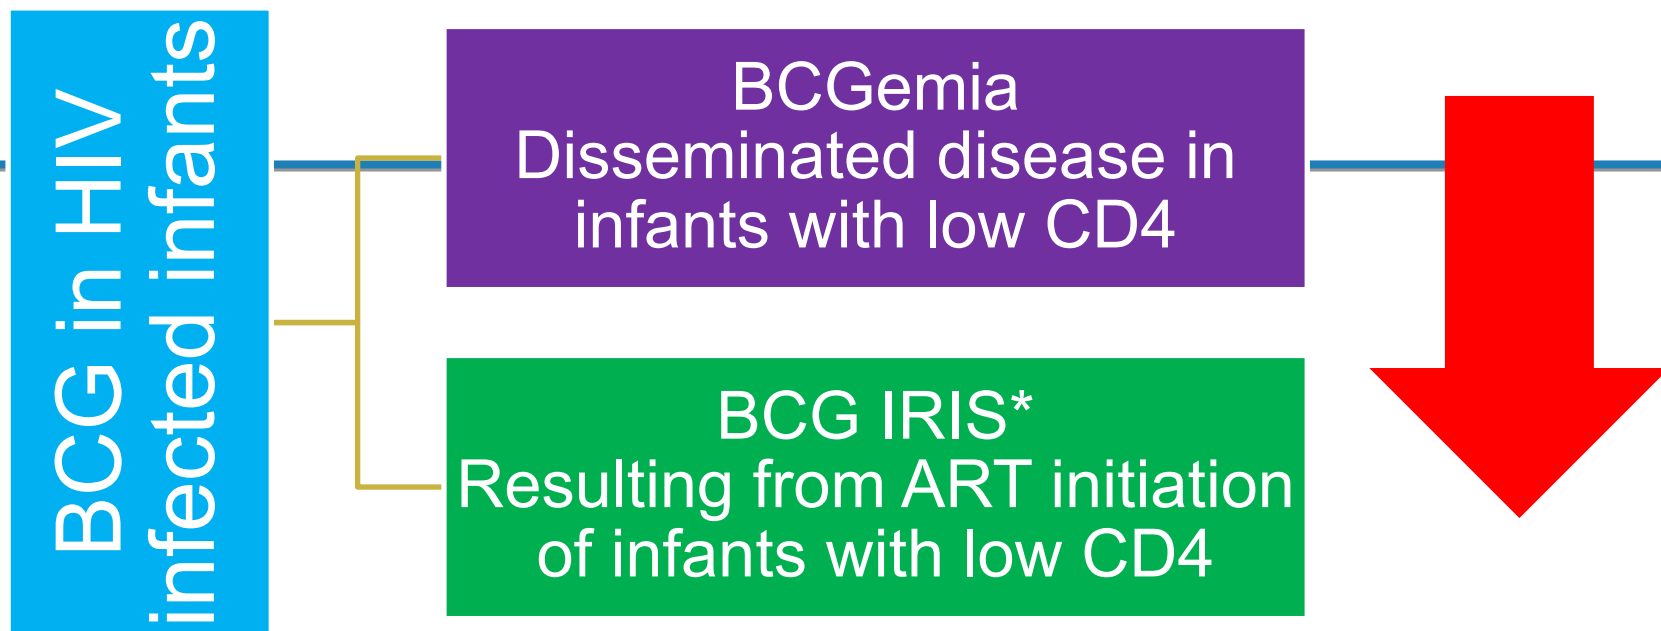 BCG in HIV
infected infants
BCGemia
Disseminated disease in
infants with low CD4
BCG IRIS*
Resulting from ART initiation
of infants with low CD4